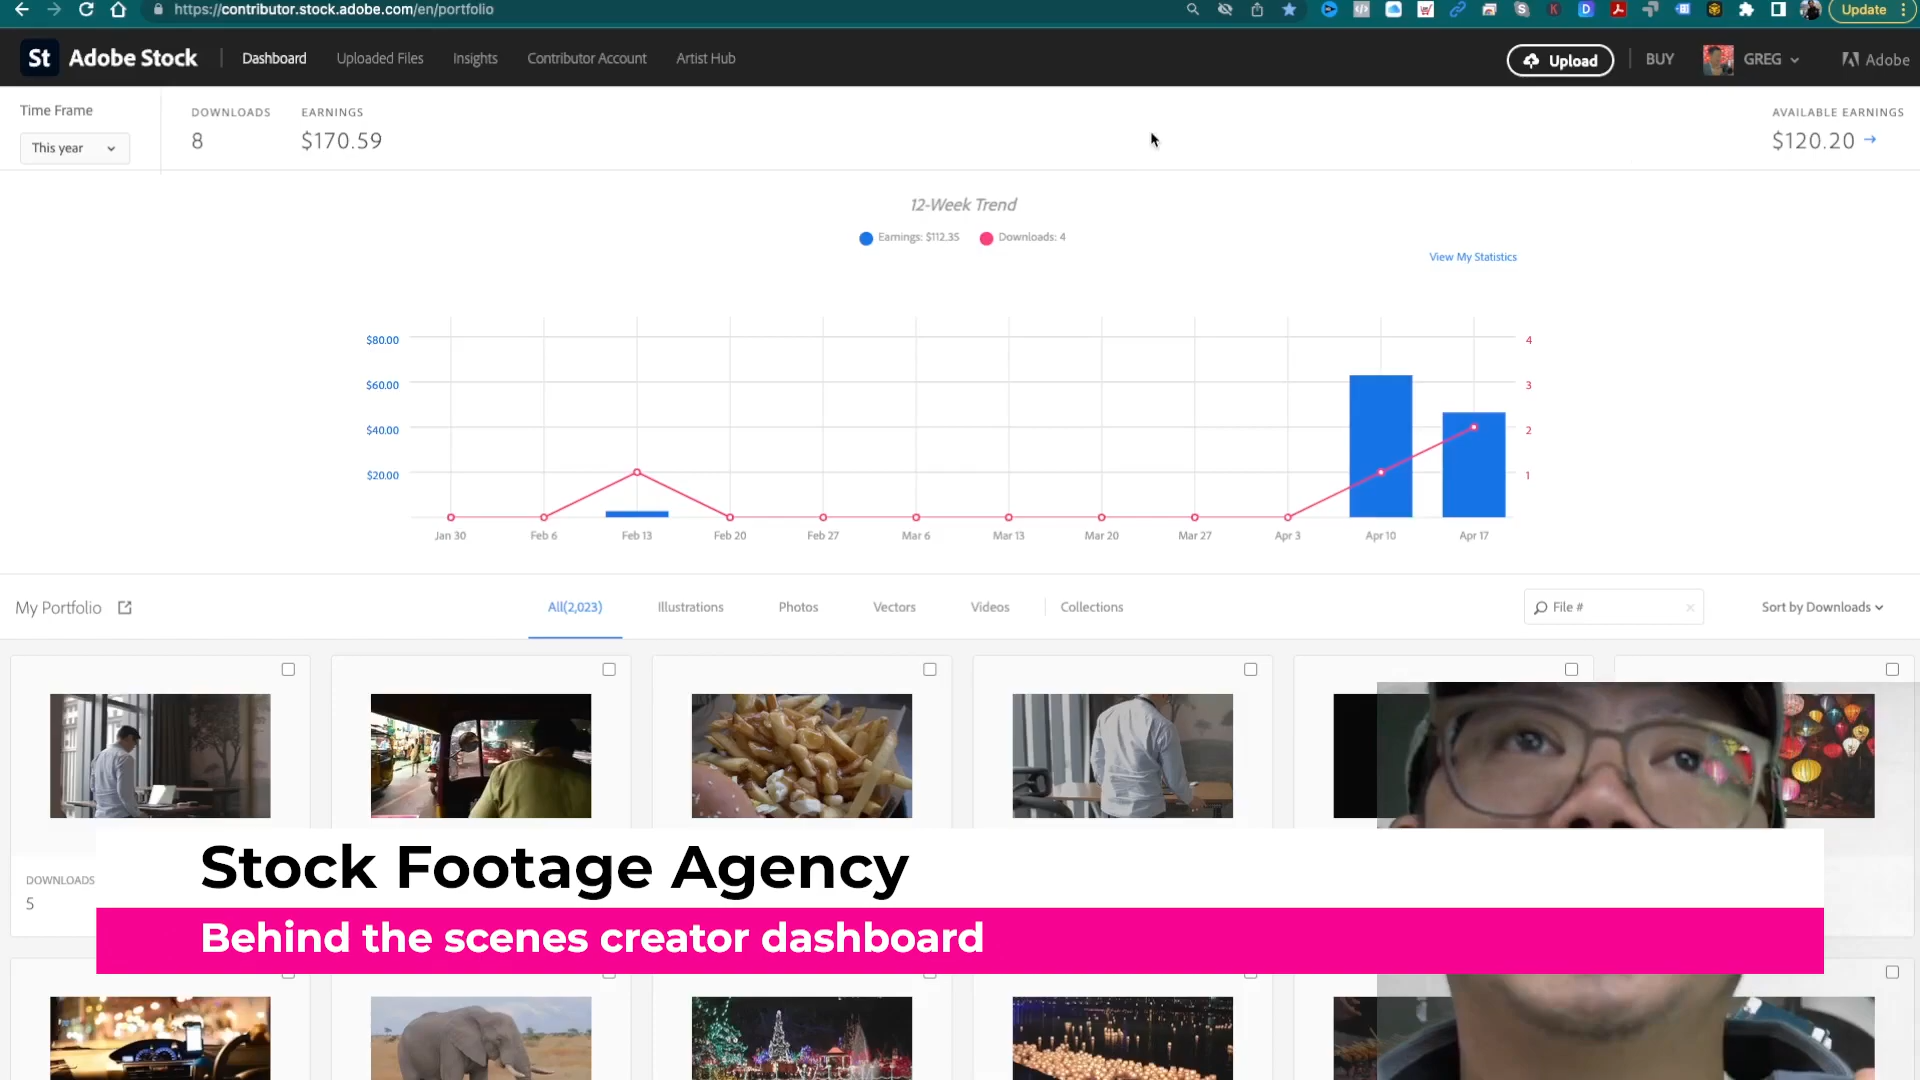 https://contributor.stock.adobe.com/en/portfolio
Update
St Adobe Stock
Dashboard Uploaded Files Insights Contributor Account Artist Hub
Upload BUY GREG Adobe
Time Frame
This year
DOWNLOADS
8
EARNINGS
$170.59
AVAILABLE EARNINGS
$120.20 →
12-Week Trend
Earnings: $112.35 Downloads: 4
View My Statistics
$80.00 4
$60.00 3
$40.00 2
$20.00 1
Jan 30 Feb 6 Feb 13 Feb 20 Feb 27 Mar 6 Mar 13 Mar 20 Mar 27 Apr 3 Apr 10 Apr 17
My Portfolio
All(2,023) Illustrations Photos Vectors Videos Collections
File #
Sort by Downloads
DOWNLOADS
5
Stock Footage Agency
Behind the scenes creator dashboard